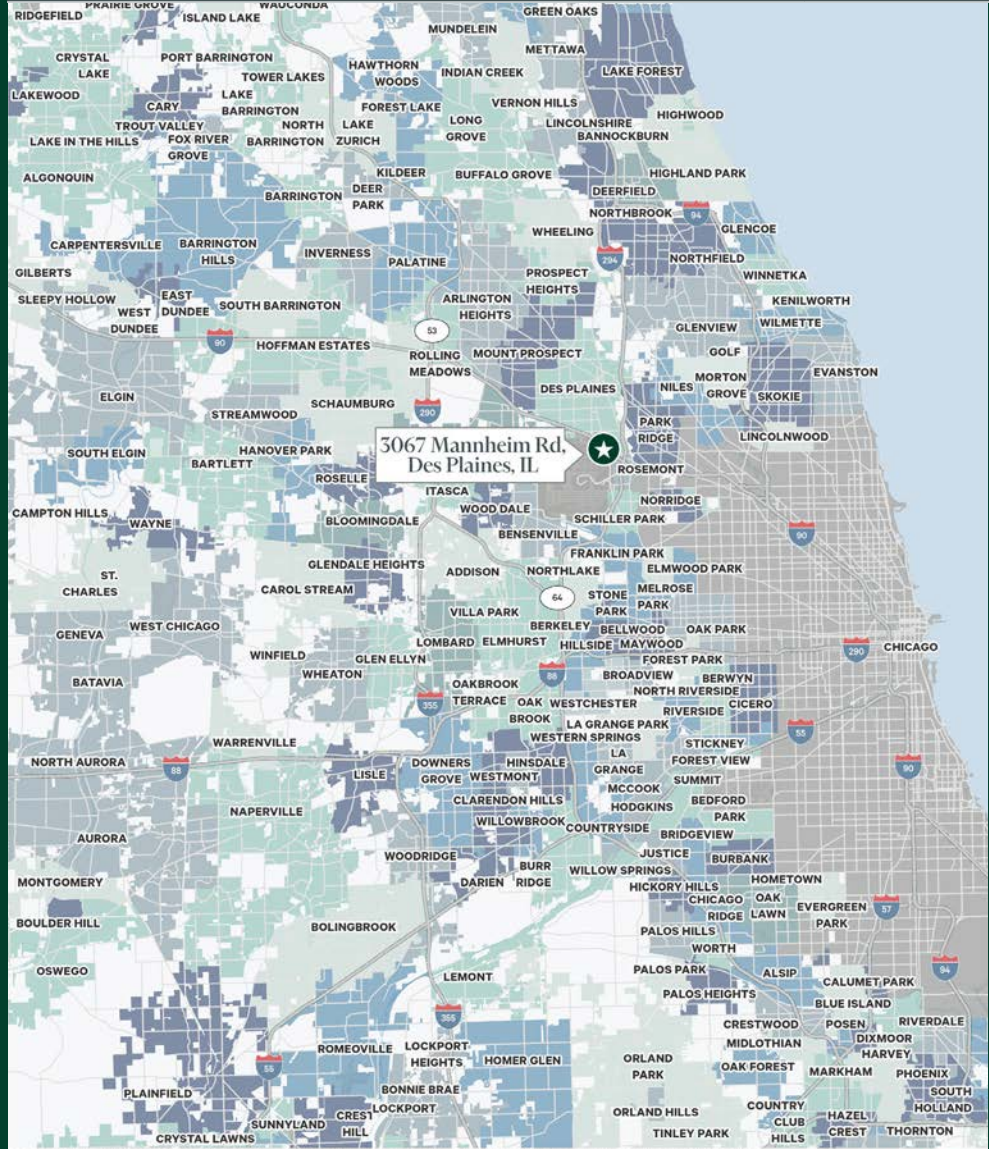 PRAIRIE GROVE
WAUCONDA
RIDGEFIELD
ISLAND LAKE
GREEN OAKS
MUNDELEIN
METTAWA
CRYSTAL
LAKE
PORT BARRINGTON
HAWTHORN
WOODS
INDIAN CREEK
LAKE FOREST
TOWER LAKES
LAKEWOOD
CARY
LAKE
BARRINGTON
FOREST LAKE
VERNON HILLS
HIGHWOOD
TROUT VALLEY
LONG
GROVE
LINCOLNSHIRE
BANNOCKBURN
LAKE IN THE HILLS
FOX RIVER
GROVE
NORTH
BARRINGTON
LAKE
ZURICH
ALGONQUIN
KILDEER
BUFFALO GROVE
HIGHLAND PARK
BARRINGTON
DEER
PARK
DEERFIELD
NORTHBROOK
94
GLENCOE
CARPENTERSVILLE
BARRINGTON
HILLS
INVERNESS
PALATINE
WHEELING
294
NORTHFIELD
GILBERTS
PROSPECT
HEIGHTS
WINNETKA
SLEEPY HOLLOW
WEST
DUNDEE
EAST
DUNDEE
SOUTH BARRINGTON
ARLINGTON
HEIGHTS
KENILWORTH
WILMETTE
GLENVIEW
53
90
HOFFMAN ESTATES
ROLLING
MEADOWS
MOUNT PROSPECT
GOLF
EVANSTON
ELGIN
DES PLAINES
NILES
MORTON
GROVE
SKOKIE
STREAMWOOD
SCHAUMBURG
290
PARK
RIDGE
LINCOLNWOOD
SOUTH ELGIN
HANOVER PARK
3067 Mannheim Rd,
Des Plaines, IL
BARTLETT
ROSELLE
ROSEMONT
ITASCA
CAMPTON HILLS
WAYNE
WOOD DALE
NORRIDGE
BLOOMINGDALE
SCHILLER PARK
BENSENVILLE
90
FRANKLIN PARK
GLENDALE HEIGHTS
ADDISON
NORTHLAKE
ELMWOOD PARK
ST.
CHARLES
CAROL STREAM
64
STONE
PARK
MELROSE
PARK
VILLA PARK
WEST CHICAGO
BERKELEY
BELLWOOD
OAK PARK
GENEVA
LOMBARD
ELMHURST
HILLSIDE
MAYWOOD
290
CHICAGO
WINFIELD
GLEN ELLYN
FOREST PARK
WHEATON
88
BROADVIEW
BERWYN
BATAVIA
OAKBROOK
TERRACE
NORTH RIVERSIDE
355
OAK
BROOK
WESTCHESTER
RIVERSIDE
CICERO
LA GRANGE PARK
55
WARRENVILLE
WESTERN SPRINGS
STICKNEY
NORTH AURORA
88
LISLE
DOWNERS
GROVE
HINSDALE
WESTMONT
LA
GRANGE
FOREST VIEW
90
SUMMIT
MCCOOK
CLARENDON HILLS
HODGKINS
BEDFORD
PARK
NAPERVILLE
WILLOWBROOK
COUNTRYSIDE
BRIDGEVIEW
AURORA
WOODRIDGE
JUSTICE
BURBANK
BURR
RIDGE
WILLOW SPRINGS
MONTGOMERY
DARIEN
HICKORY HILLS
HOMETOWN
CHICAGO
RIDGE
OAK
LAWN
EVERGREEN
PARK
57
BOULDER HILL
BOLINGBROOK
PALOS HILLS
WORTH
OSWEGO
LEMONT
PALOS PARK
ALSIP
94
PALOS HEIGHTS
CALUMET PARK
BLUE ISLAND
355
CRESTWOOD
POSEN
RIVERDALE
ROMEOVILLE
LOCKPORT
HEIGHTS
MIDLOTHIAN
DIXMOOR
HARVEY
55
HOMER GLEN
ORLAND
PARK
OAK FOREST
MARKHAM
PHOENIX
PLAINFIELD
BONNIE BRAE
SOUTH
HOLLAND
LOCKPORT
CREST
HILL
ORLAND HILLS
COUNTRY
CLUB
HILLS
HAZEL
CREST
SUNNYLAND
THORNTON
CRYSTAL LAWNS
TINLEY PARK